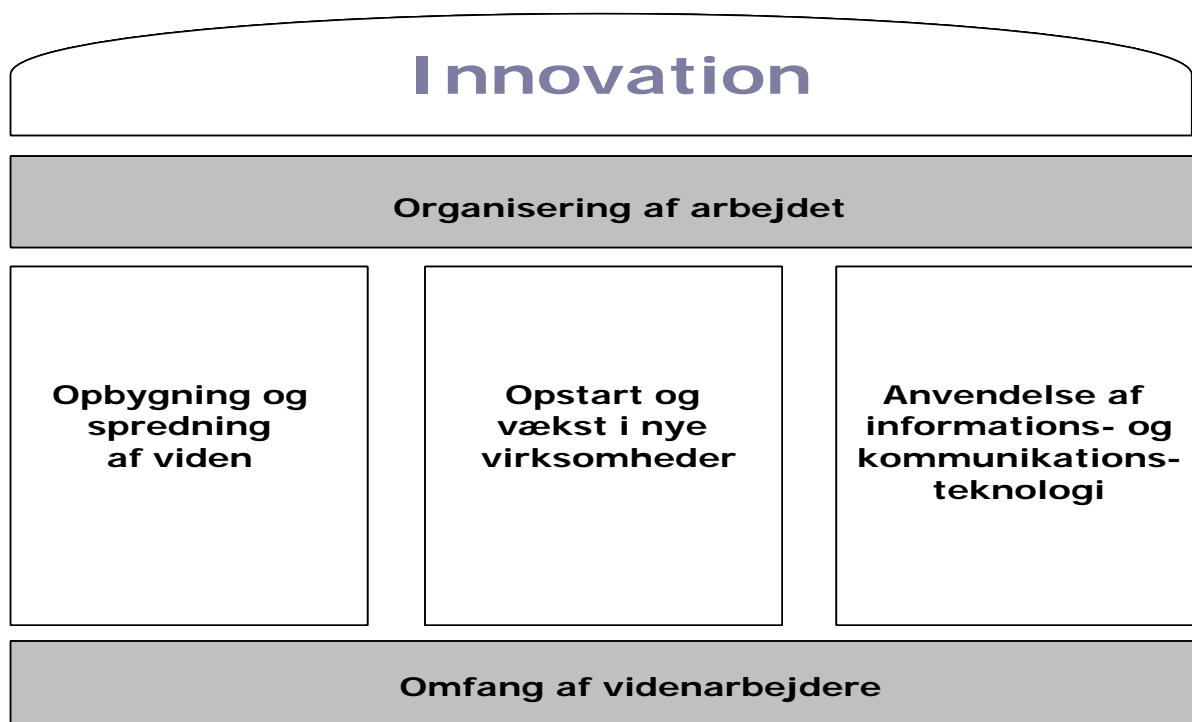 Innovation
Organisering af arbejdet
Opbygning og
spredning
af viden
Opstart og
vækst i nye
virksomheder
Anvendelse af
informations- og
kommunikations-
teknologi
Omfang af videnarbejdere